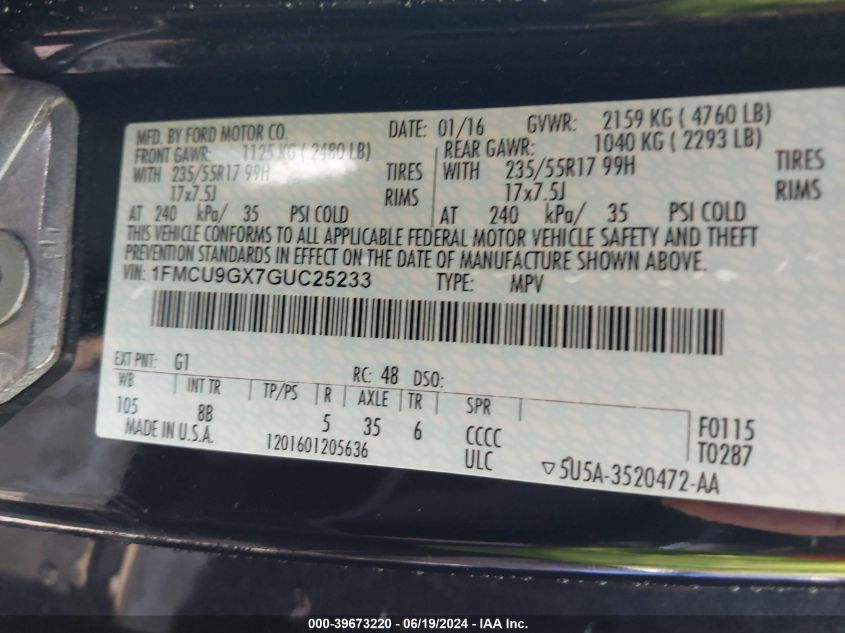 MFD. BY FORD MOTOR CO. DATE: 01/16 GVWR: 2159 KG ( 4760 LB)
FRONT GAWR: 1125 KG ( 2480 LB) REAR GAWR: 1040 KG ( 2293 LB)
WITH 235/55R17 99H TIRES WITH 235/55R17 99H TIRES
17x7.5J RIMS 17x7.5J RIMS
AT 240 kPa/ 35 PSI COLD AT 240 kPa/ 35 PSI COLD
THIS VEHICLE CONFORMS TO ALL APPLICABLE FEDERAL MOTOR VEHICLE SAFETY AND THEFT
PREVENTION STANDARDS IN EFFECT ON THE DATE OF MANUFACTURE SHOWN ABOVE.
VIN: 1FMCU9GX7GUC25233 TYPE: MPV
EXT PNT: G1 RC: 48 DSO:
WB INT TR TP/PS R AXLE TR SPR
105 8B 5 35 6 CCCC F0115
MADE IN U.S.A. 1201601205636 ULC T0287
▽5U5A-3520472-AA
000-39673220 - 06/19/2024 - IAA Inc.